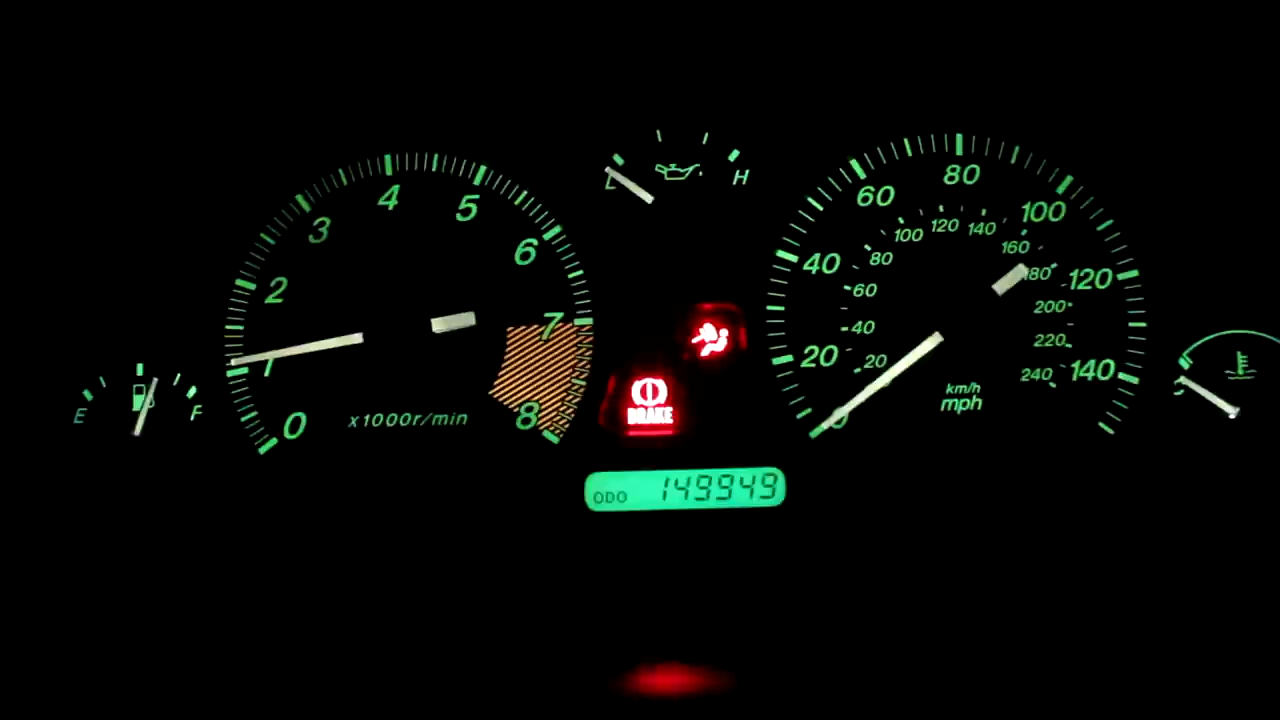 0 1 2 3 4 5 6 7 8
x1000r/min
E F
L H
BRAKE
ODO 149949
0 20 40 60 80 100 120 140
20 40 60 80 100 120 140 160 180 200 220 240
km/h
mph